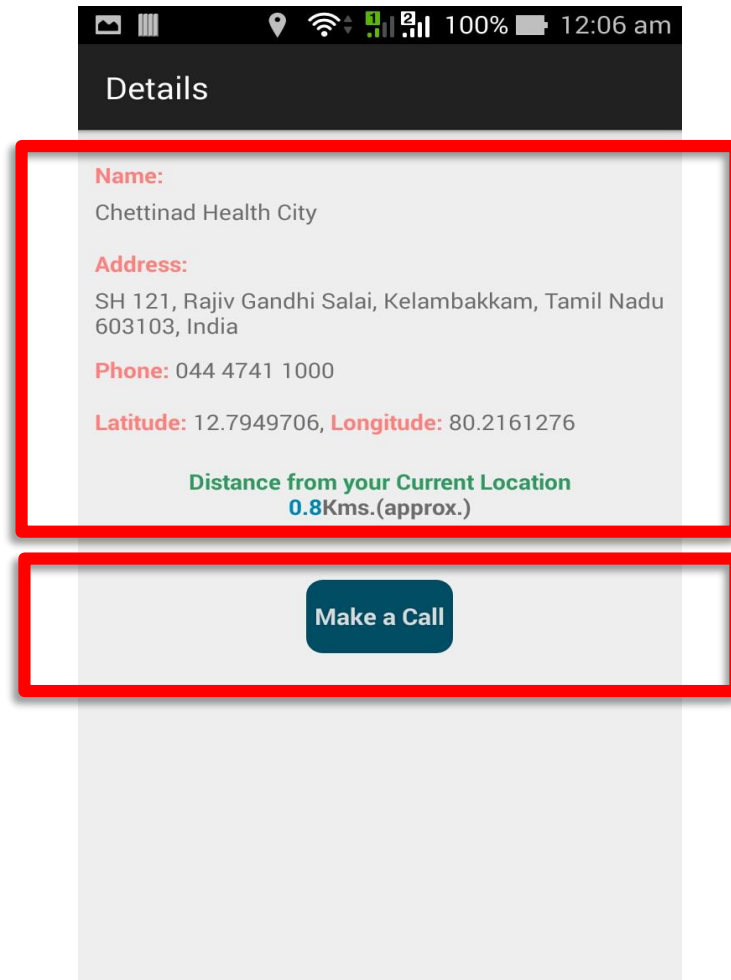 1 2 100% 12:06 am
Details
Name:
Chettinad Health City
Address:
SH 121, Rajiv Gandhi Salai, Kelambakkam, Tamil Nadu
603103, India
Phone: 044 4741 1000
Latitude: 12.7949706, Longitude: 80.2161276
Distance from your Current Location
0.8Kms.(approx.)
Make a Call